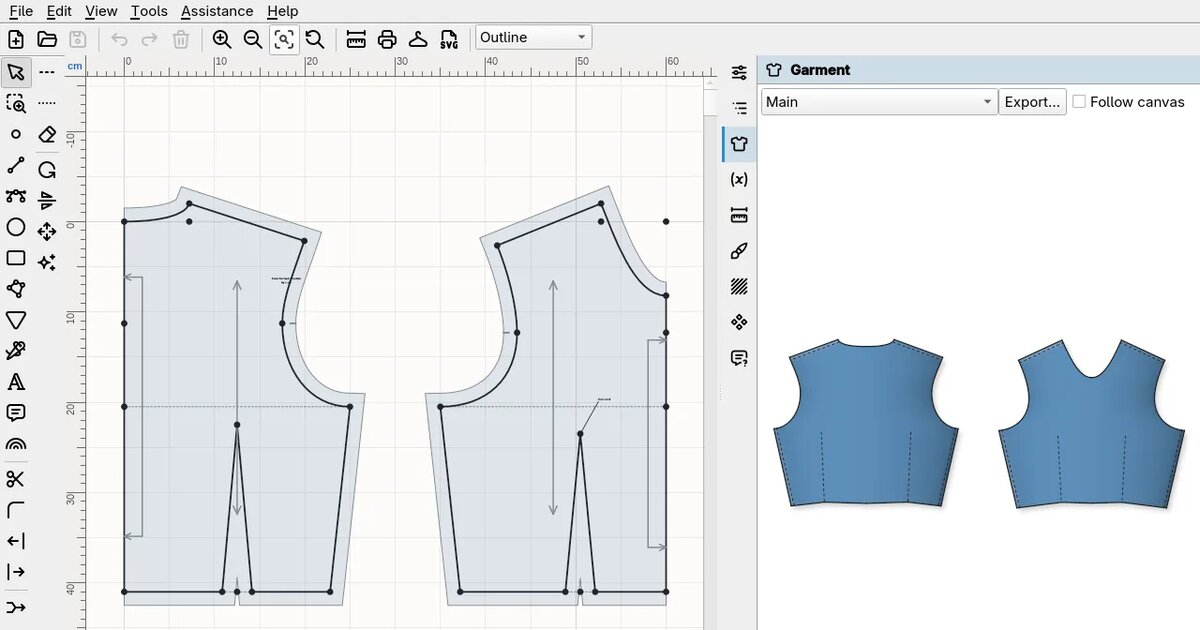 File Edit View Tools Assistance Help
SVG
Outline
cm
0 10 20 30 40 50 60
-10
0
10
20
30
40
Garment
Main
Export...
Follow canvas
(x)
A